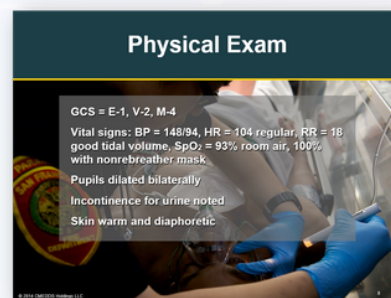 Physical Exam
GCS = E-1, V-2, M-4
Vital signs: BP = 148/94, HR = 104 regular, RR = 18
good tidal volume, SpO₂ = 93% room air, 100%
with nonrebreather mask
Pupils dilated bilaterally
Incontinence for urine noted
Skin warm and diaphoretic